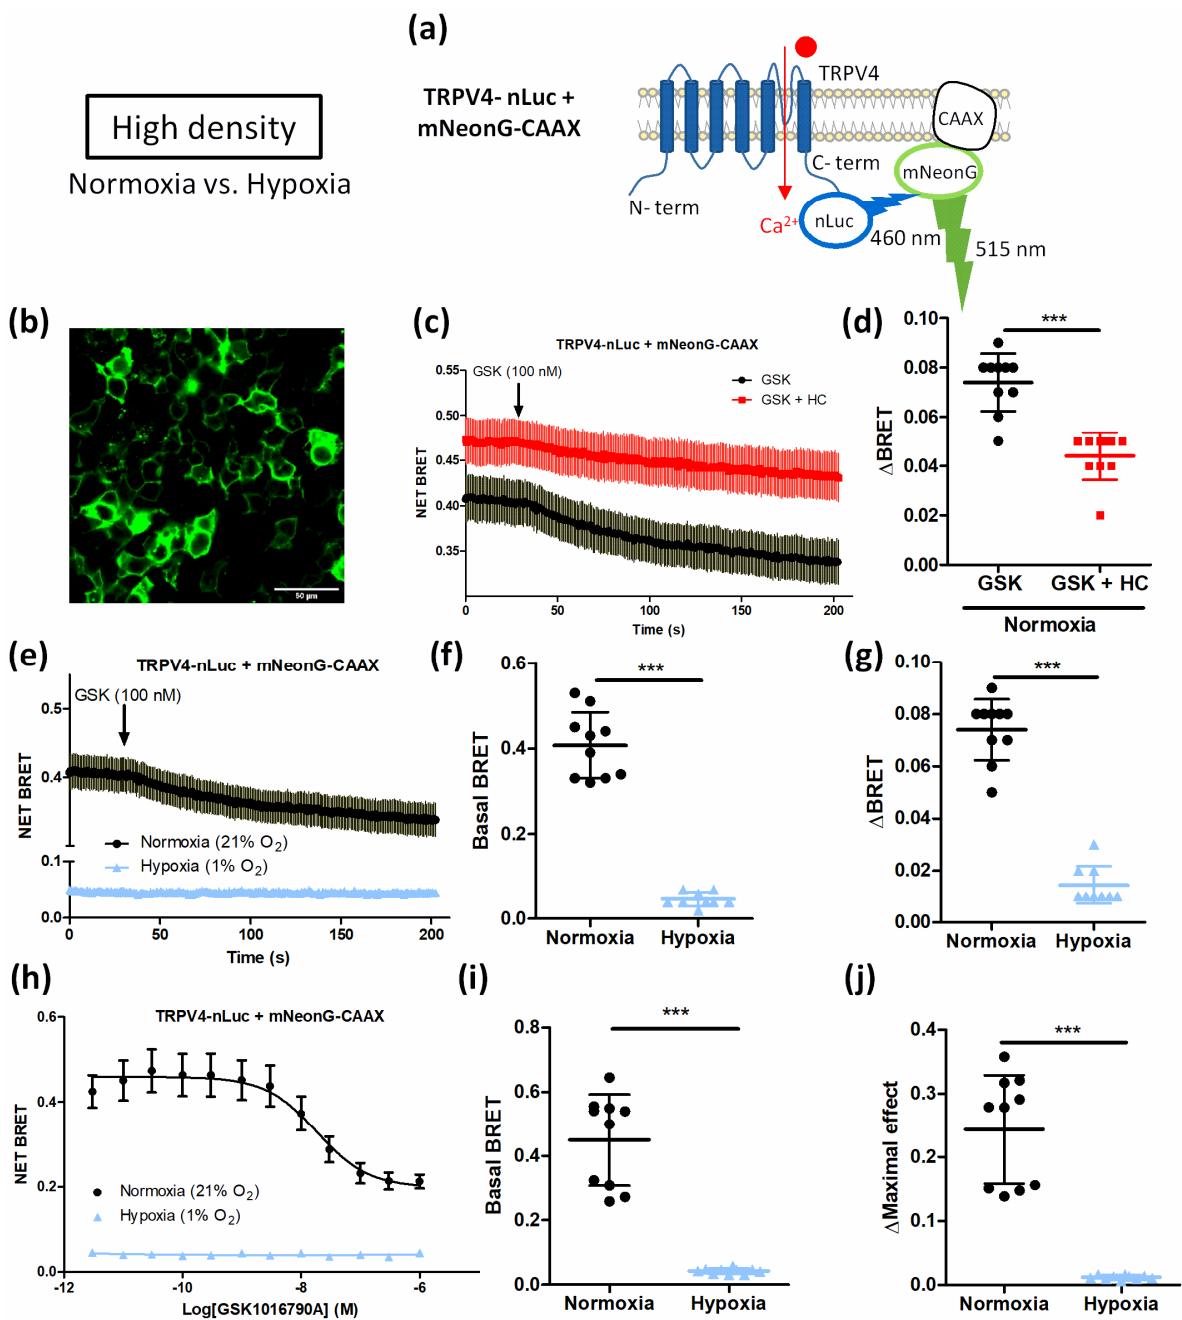 (a)
High density
Normoxia vs. Hypoxia
TRPV4- nLuc +
mNeonG-CAAX
TRPV4
CAAX
C- term
mNeonG
N- term
Ca²⁺
nLuc
460 nm
515 nm
(b)
50 µm
(c)
TRPV4-nLuc + mNeonG-CAAX
GSK (100 nM)
GSK
GSK + HC
NET BRET
0.55
0.50
0.45
0.40
0.35
0 50 100 150 200
Time (s)
(d)
***
ΔBRET
0.10
0.08
0.06
0.04
0.02
0.00
GSK GSK + HC
Normoxia
(e)
TRPV4-nLuc + mNeonG-CAAX
GSK (100 nM)
NET BRET
0.5
0.4
Normoxia (21% O₂)
Hypoxia (1% O₂)
0.1
0.0
0 50 100 150 200
Time (s)
(f)
***
Basal BRET
0.6
0.4
0.2
0.0
Normoxia Hypoxia
(g)
***
ΔBRET
0.10
0.08
0.06
0.04
0.02
0.00
Normoxia Hypoxia
(h)
TRPV4-nLuc + mNeonG-CAAX
NET BRET
0.6
0.4
0.2
0.0
Normoxia (21% O₂)
Hypoxia (1% O₂)
-12 -10 -8 -6
Log[GSK1016790A] (M)
(i)
***
Basal BRET
0.8
0.6
0.4
0.2
0.0
Normoxia Hypoxia
(j)
***
ΔMaximal effect
0.4
0.3
0.2
0.1
0.0
Normoxia Hypoxia